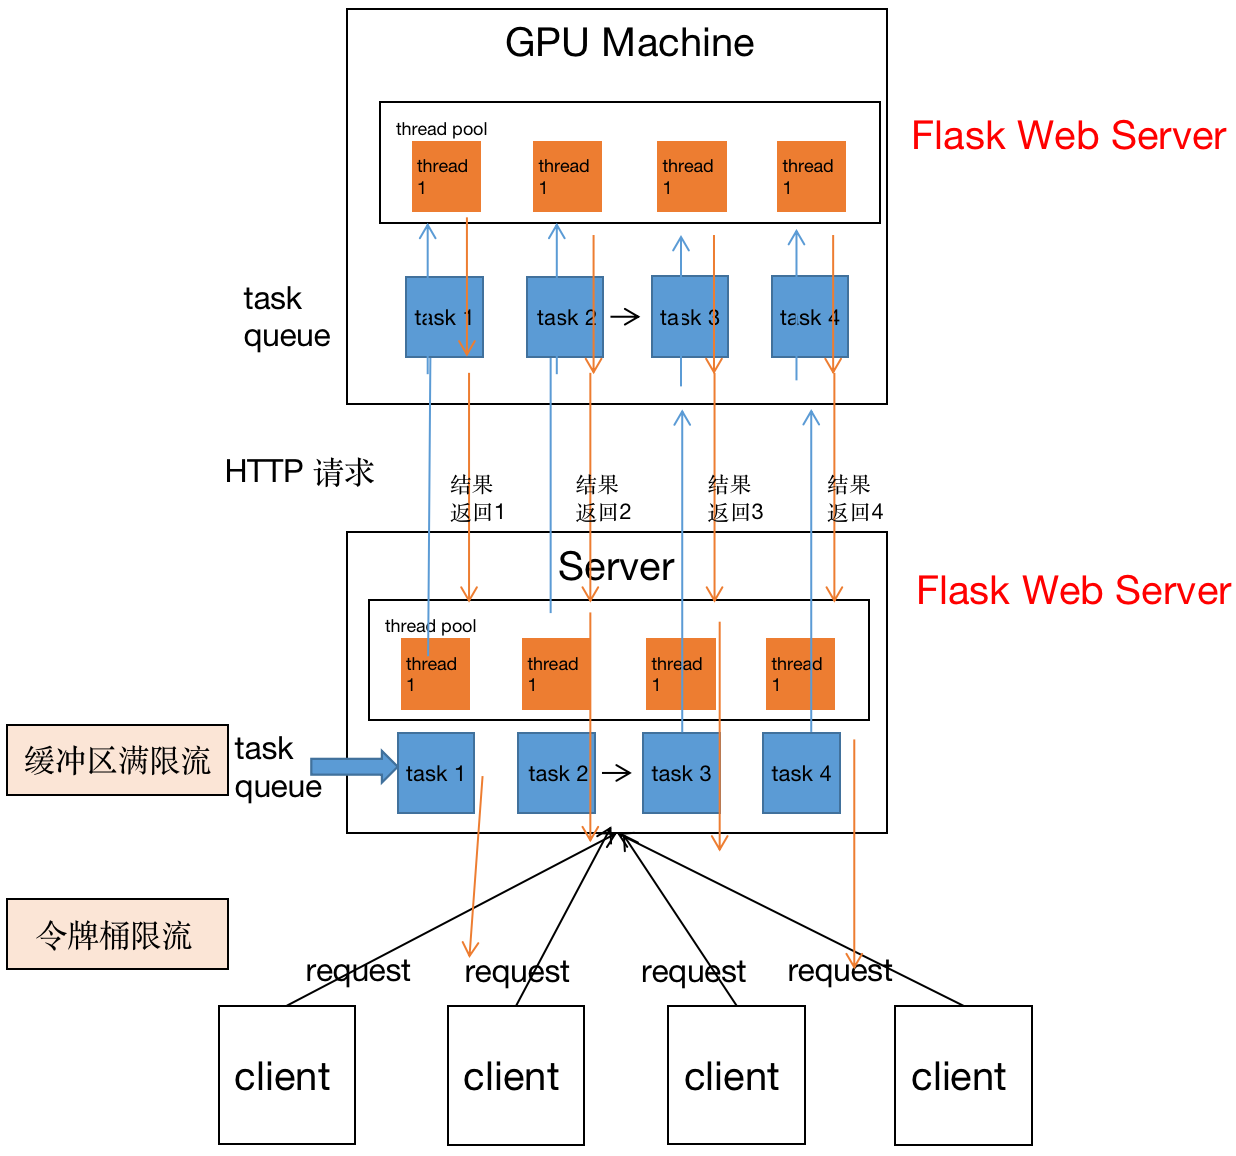 GPU Machine
Flask Web Server
thread pool
thread
1
thread
1
thread
1
thread
1
task
queue
task 1
task 2
task 3
task 4
HTTP 请求
结果
返回1
结果
返回2
结果
返回3
结果
返回4
Server
Flask Web Server
thread pool
thread
1
thread
1
thread
1
thread
1
缓冲区满限流
task
queue
task 1
task 2
task 3
task 4
令牌桶限流
request
request
request
request
client
client
client
client